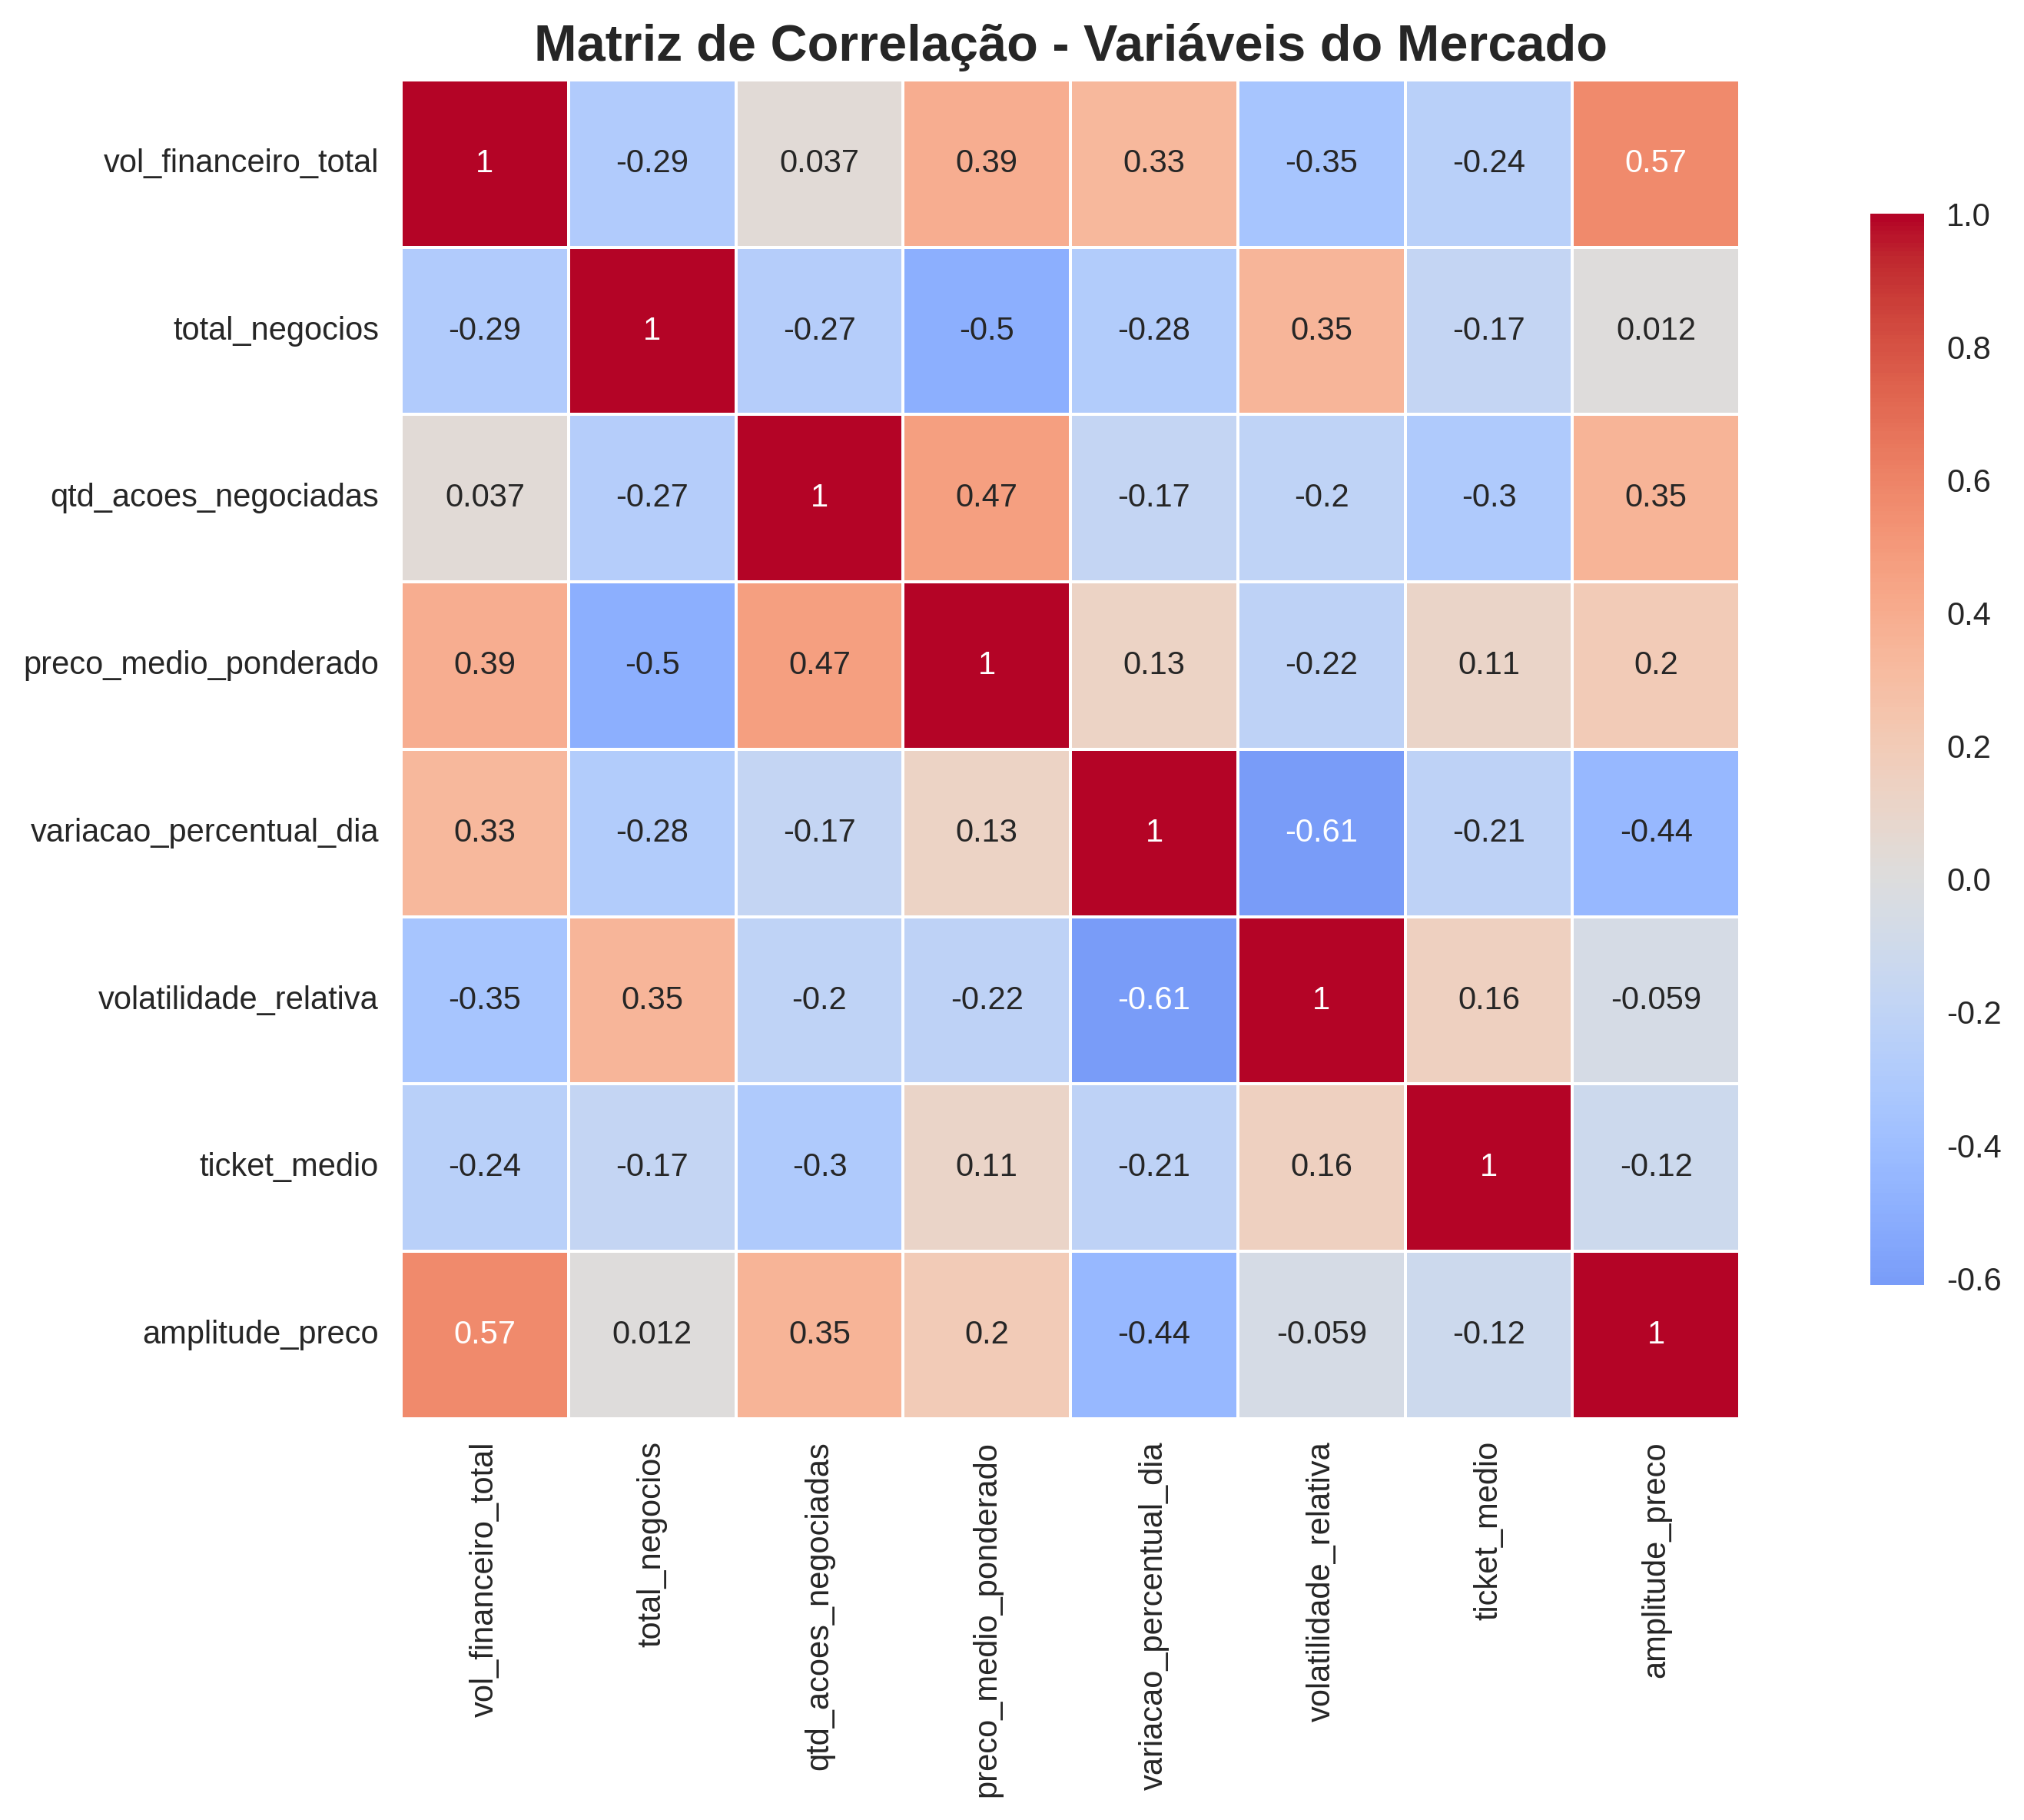 Matriz de Correlação - Variáveis do Mercado
vol_financeiro_total 1 -0.29 0.037 0.39 0.33 -0.35 -0.24 0.57
total_negocios -0.29 1 -0.27 -0.5 -0.28 0.35 -0.17 0.012
qtd_acoes_negociadas 0.037 -0.27 1 0.47 -0.17 -0.2 -0.3 0.35
preco_medio_ponderado 0.39 -0.5 0.47 1 0.13 -0.22 0.11 0.2
variacao_percentual_dia 0.33 -0.28 -0.17 0.13 1 -0.61 -0.21 -0.44
volatilidade_relativa -0.35 0.35 -0.2 -0.22 -0.61 1 0.16 -0.059
ticket_medio -0.24 -0.17 -0.3 0.11 -0.21 0.16 1 -0.12
amplitude_preco 0.57 0.012 0.35 0.2 -0.44 -0.059 -0.12 1
vol_financeiro_total
total_negocios
qtd_acoes_negociadas
preco_medio_ponderado
variacao_percentual_dia
volatilidade_relativa
ticket_medio
amplitude_preco
1.0
0.8
0.6
0.4
0.2
0.0
-0.2
-0.4
-0.6